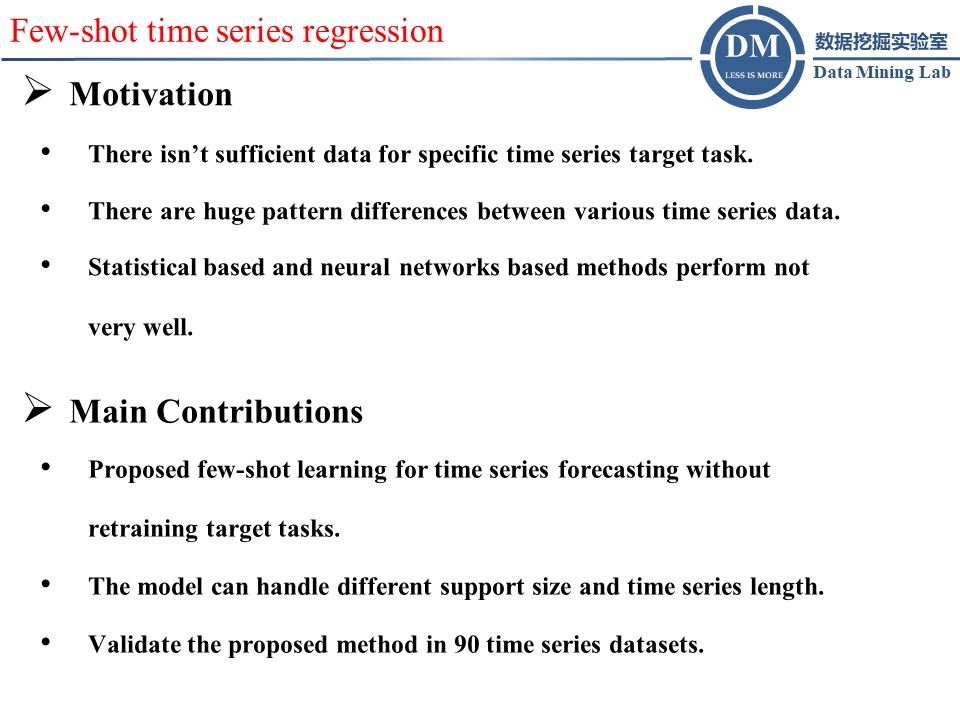 Few-shot time series regression
DM
LESS IS MORE
数据挖掘实验室
Data Mining Lab
Motivation
• There isn’t sufficient data for specific time series target task.
• There are huge pattern differences between various time series data.
• Statistical based and neural networks based methods perform not
very well.
Main Contributions
• Proposed few-shot learning for time series forecasting without
retraining target tasks.
• The model can handle different support size and time series length.
• Validate the proposed method in 90 time series datasets.